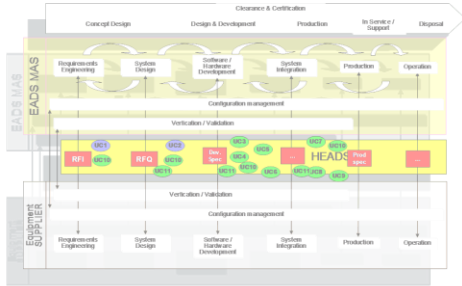 Clearance & Certification
Concept Design
Design & Development
Production
In Service /
Support
Disposal
EADS MAS
EADS MAS
Requirements
Engineering
System
Design
Software /
Hardware
Development
System
Integration
Production
Operation
Configuration management
Verification / Validation
RFI
UC1
UC10
RFQ
UC2
UC10
UC11
spec
UC3
UC4
UC5
UC10
UC11
UC6
...
UC7
UC10
HEADS
UC11
UC8
UC9
Prod
spec
...
Equipment
SUPPLIER
Verification / Validation
Configuration management
Requirements
Engineering
System
Design
Software /
Hardware
Development
System
Integration
Production
Operation